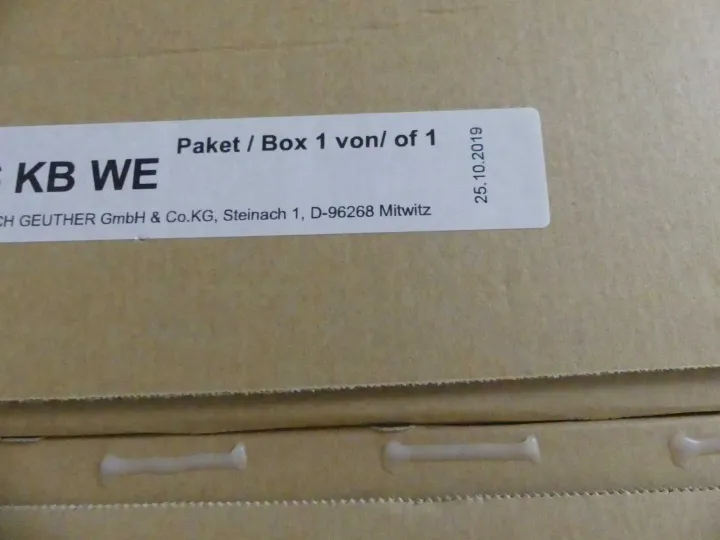 Paket / Box 1 von/ of 1
KB WE
GEUTHER GmbH & Co.KG, Steinach 1, D-96268 Mitwitz
25.10.2019